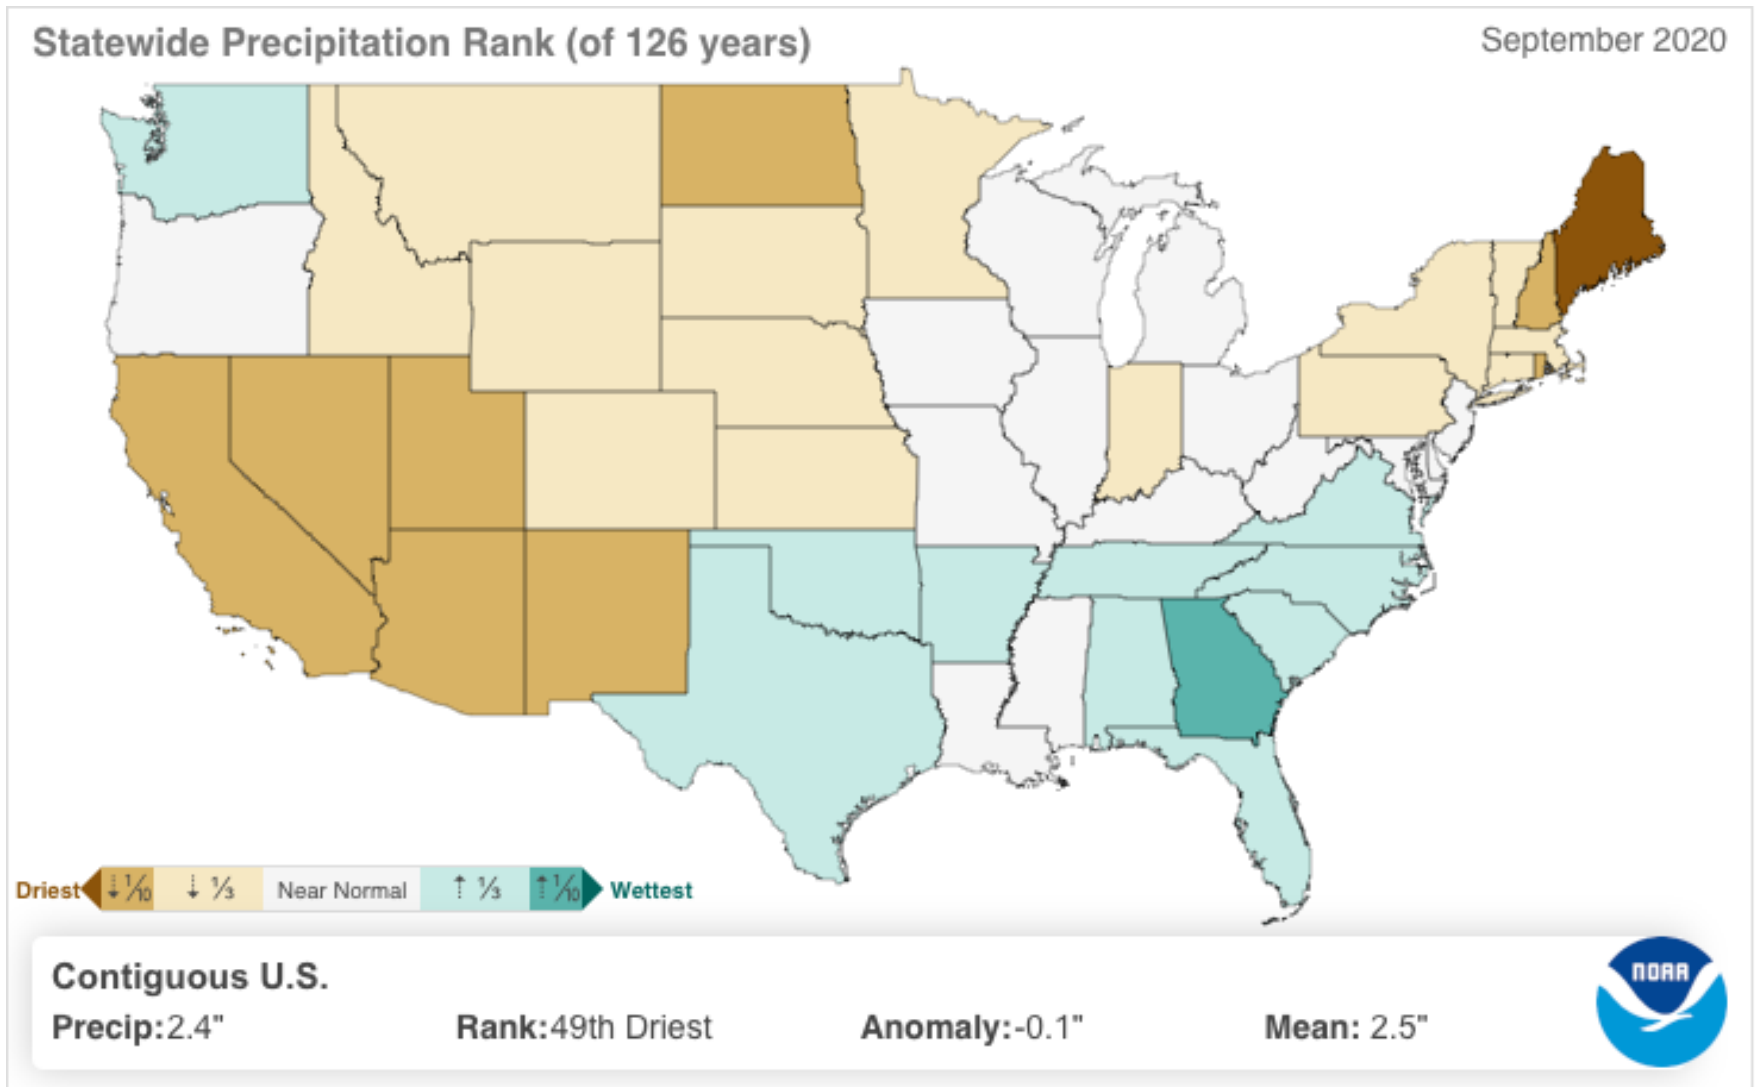 Statewide Precipitation Rank (of 126 years)
September 2020
Driest ⇣ 1/10 ↓ 1/3 Near Normal ↑ 1/3 ⇡ 1/10 Wettest
Contiguous U.S.
Precip:2.4" Rank:49th Driest Anomaly:-0.1" Mean: 2.5"
NOAA